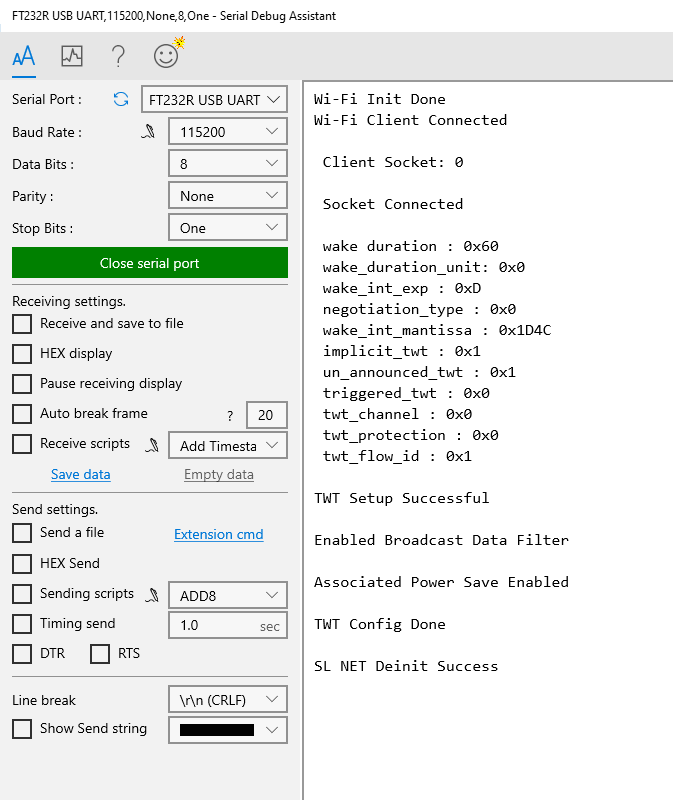 FT232R USB UART,115200,None,8,One - Serial Debug Assistant
AA
?
Serial Port :
FT232R USB UART
Baud Rate :
115200
Data Bits :
8
Parity :
None
Stop Bits :
One
Close serial port
Receiving settings.
Receive and save to file
HEX display
Pause receiving display
Auto break frame
?
20
Receive scripts
Add Timesta
Save data
Empty data
Send settings.
Send a file
Extension cmd
HEX Send
Sending scripts
ADD8
Timing send
1.0
sec
DTR
RTS
Line break
\r\n (CRLF)
Show Send string
Wi-Fi Init Done
Wi-Fi Client Connected
Client Socket: 0
Socket Connected
wake duration : 0x60
wake_duration_unit: 0x0
wake_int_exp : 0xD
negotiation_type : 0x0
wake_int_mantissa : 0x1D4C
implicit_twt : 0x1
un_announced_twt : 0x1
triggered_twt : 0x0
twt_channel : 0x0
twt_protection : 0x0
twt_flow_id : 0x1
TWT Setup Successful
Enabled Broadcast Data Filter
Associated Power Save Enabled
TWT Config Done
SL NET Deinit Success